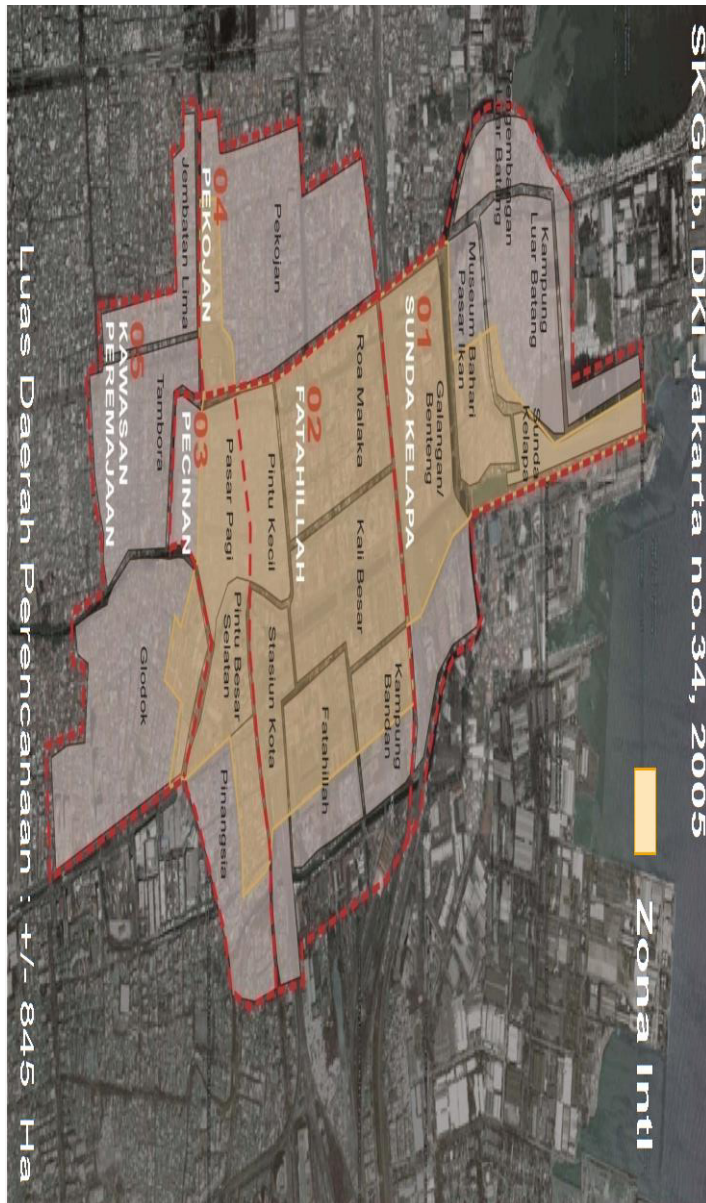 SK Gub. DKI Jakarta no.34, 2005
Zona Inti
Pengembangan
Luar Batang
Kampung
Luar Batang
Museum Bahari
Pasar Ikan
Sunda
Kelapa
01
SUNDA KELAPA
Galangan/
Benteng
Pekojan
04
PEKOJAN
Jembatan Lima
Roa Malaka
02
FATAHILLAH
Kali Besar
Kampung
Bandan
Fatahillah
Pintu Kecil
Stasiun Kota
Pasar Pagi
03
PECINAN
Pintu Besar
Selatan
Pinangsia
Tambora
05
KAWASAN
PEREMAJAAN
Glodok
Luas Daerah Perencanaan : +/- 845 Ha